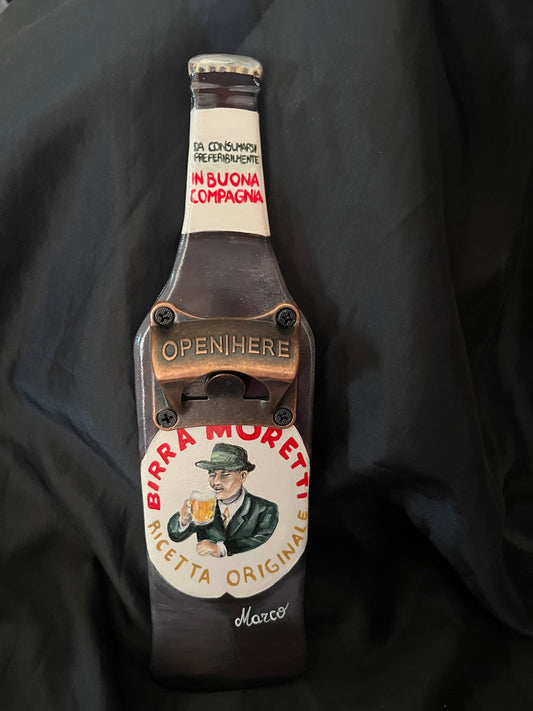 DA CONSUMARSI
PREFERIBILMENTE
IN BUONA
COMPAGNIA
OPEN HERE
BIRRA MORETTI
RICETTA ORIGINALE
Marco